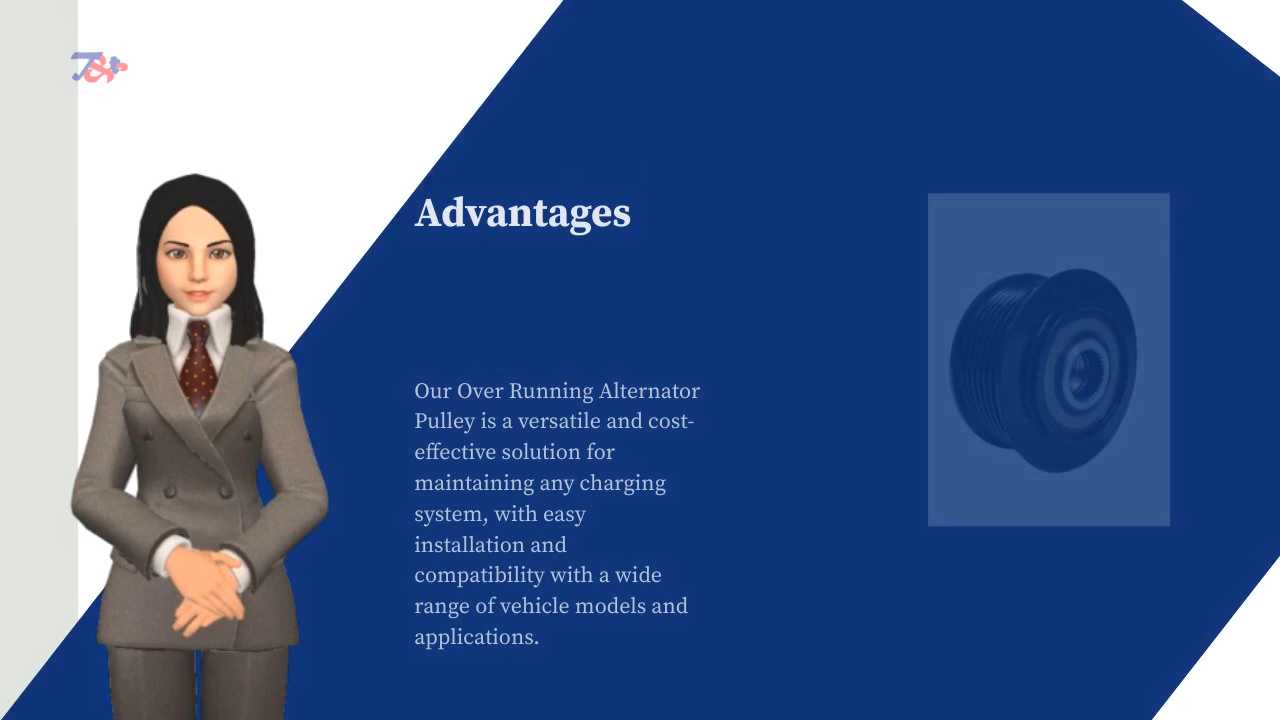 Advantages
Our Over Running Alternator
Pulley is a versatile and cost-
effective solution for
maintaining any charging
system, with easy
installation and
compatibility with a wide
range of vehicle models and
applications.